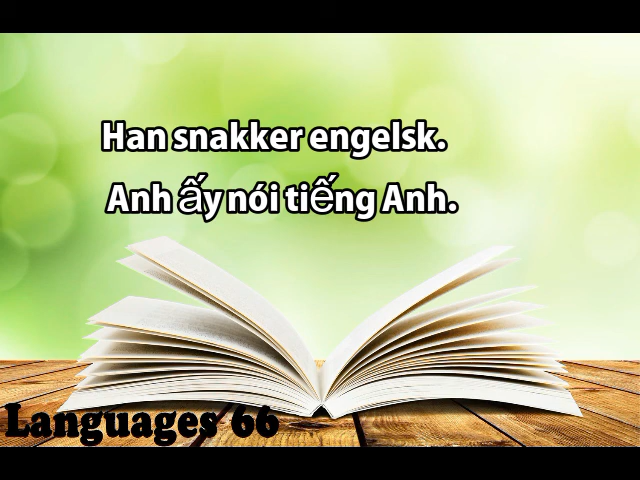 Han snakker engelsk.
Anh ấy nói tiếng Anh.
Languages 66